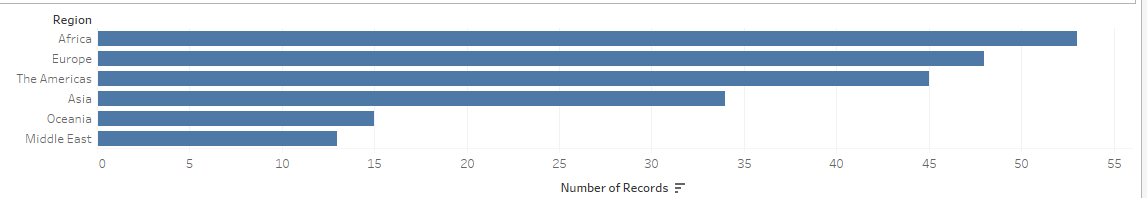 Region
Africa
Europe
The Americas
Asia
Oceania
Middle East
0 5 10 15 20 25 30 35 40 45 50 55
Number of Records